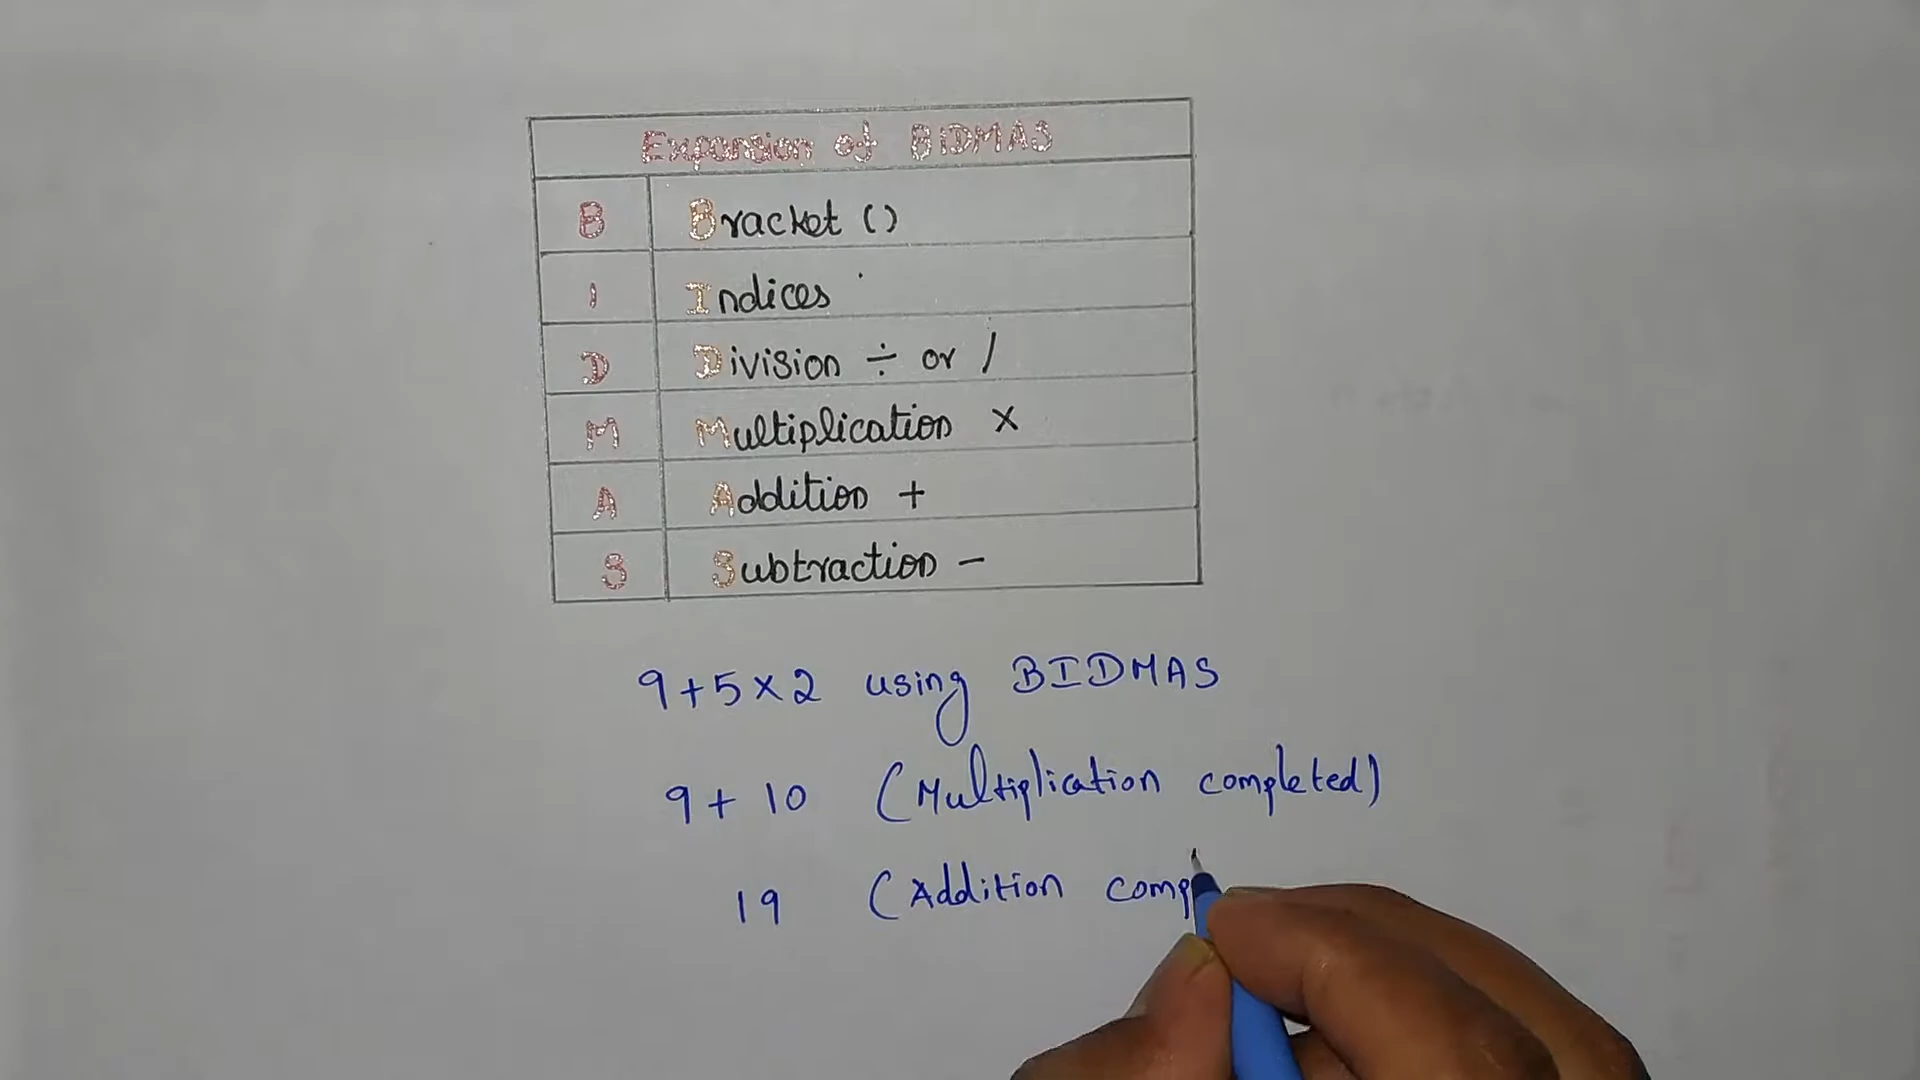 Expansion of BIDMAS
B Bracket ()
I Indices
D Division ÷ or /
M Multiplication ×
A Addition +
S Subtraction −
9+5×2 using BIDMAS
9+10 (Multiplication completed)
19 (Addition comp